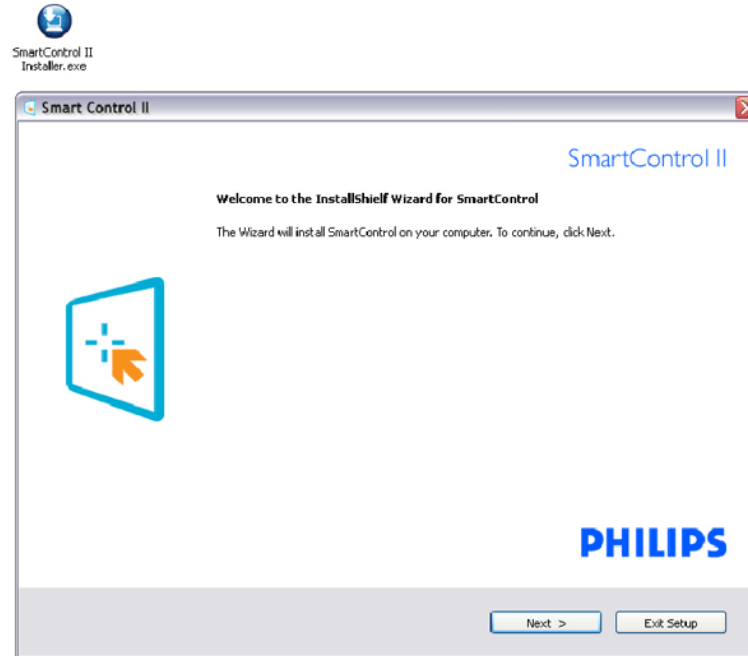 SmartControl II
Installer.exe
Smart Control II
SmartControl II
Welcome to the InstallShield Wizard for SmartControl
The Wizard will install SmartControl on your computer. To continue, click Next.
PHILIPS
Next >
Exit Setup